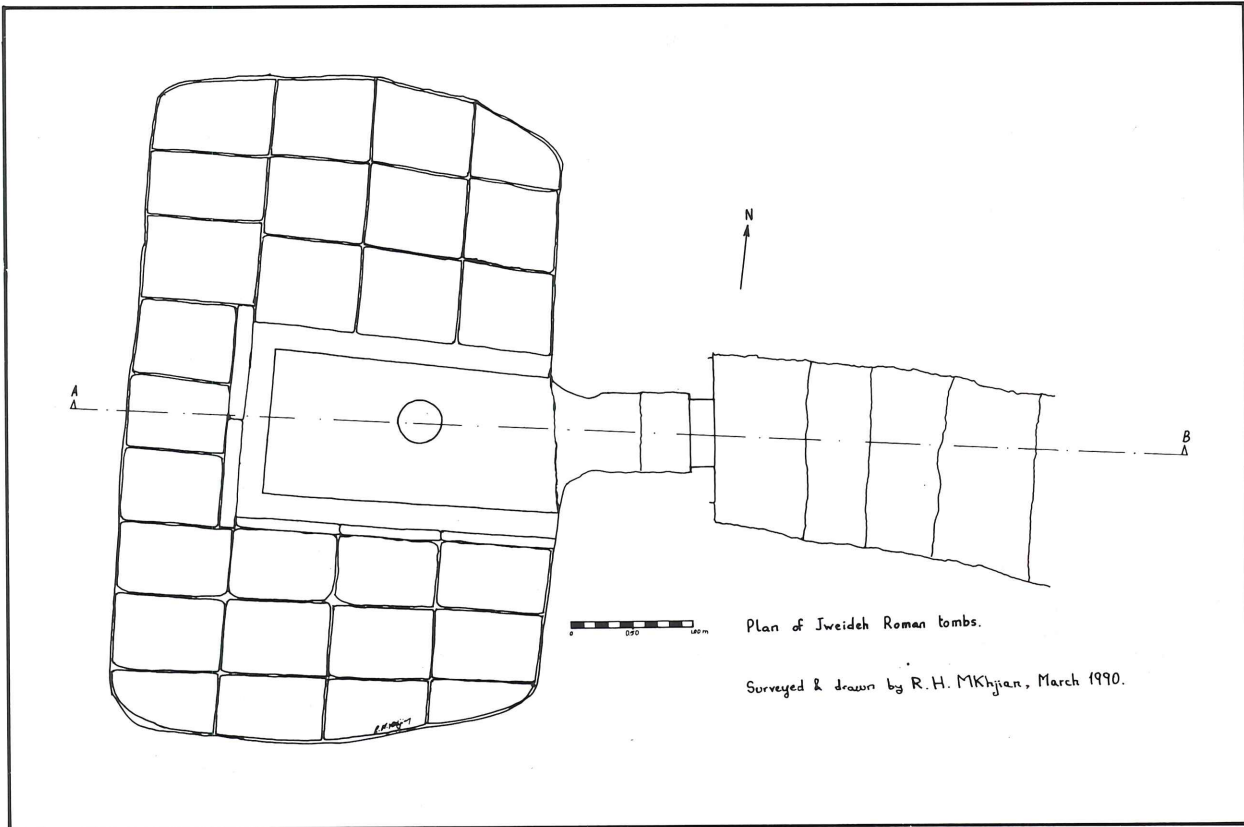 N
A
B
0 0.50 1.00 m
Plan of Jweideh Roman tombs.
Surveyed & drawn by R. H. MKhjian, March 1990.